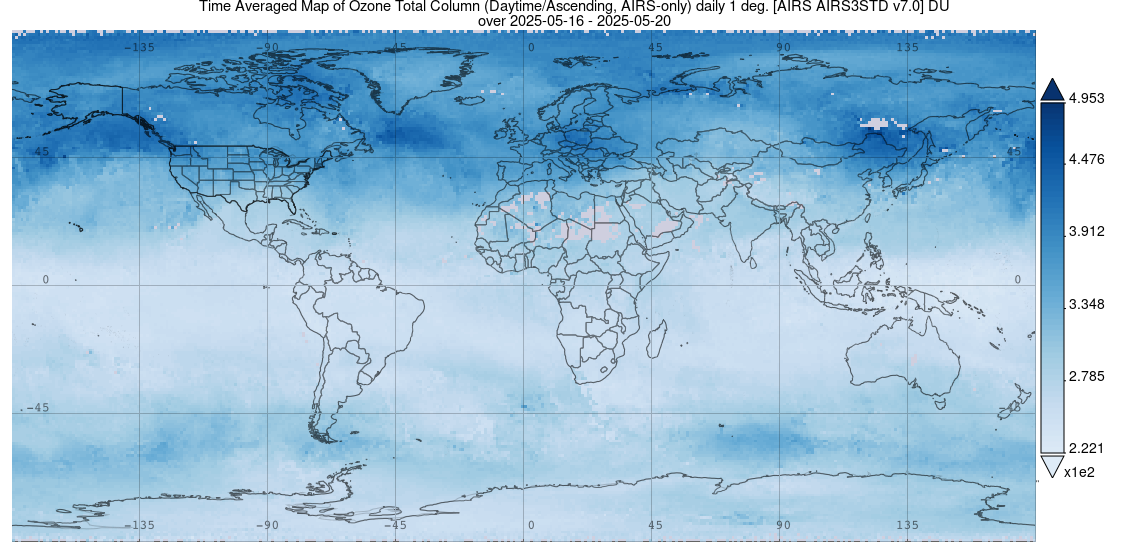 Time Averaged Map of Ozone Total Column (Daytime/Ascending, AIRS-only) daily 1 deg. [AIRS AIRS3STD v7.0] DU
over 2025-05-16 - 2025-05-20
-135 -90 -45 0 45 90 135
4.953
45 45
4.476
3.912
0 0
3.348
2.785
-45
2.221
x1e2
-135 -90 -45 0 45 90 135